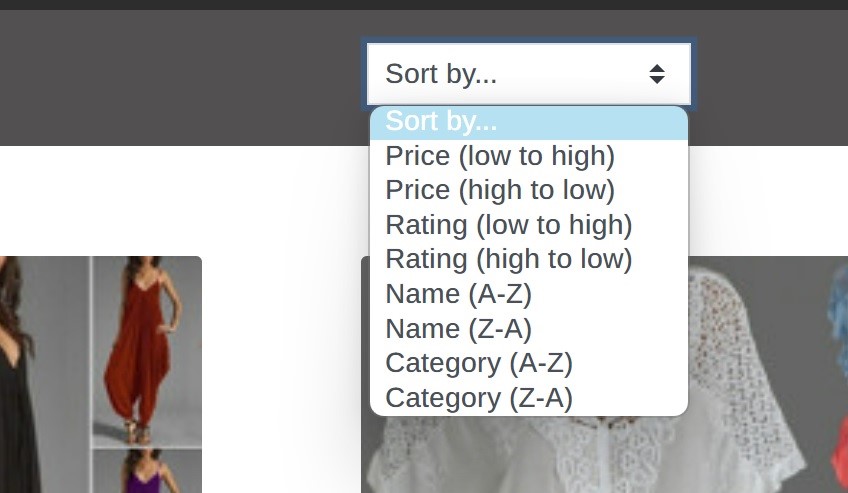 Sort by...
Sort by...
Price (low to high)
Price (high to low)
Rating (low to high)
Rating (high to low)
Name (A-Z)
Name (Z-A)
Category (A-Z)
Category (Z-A)